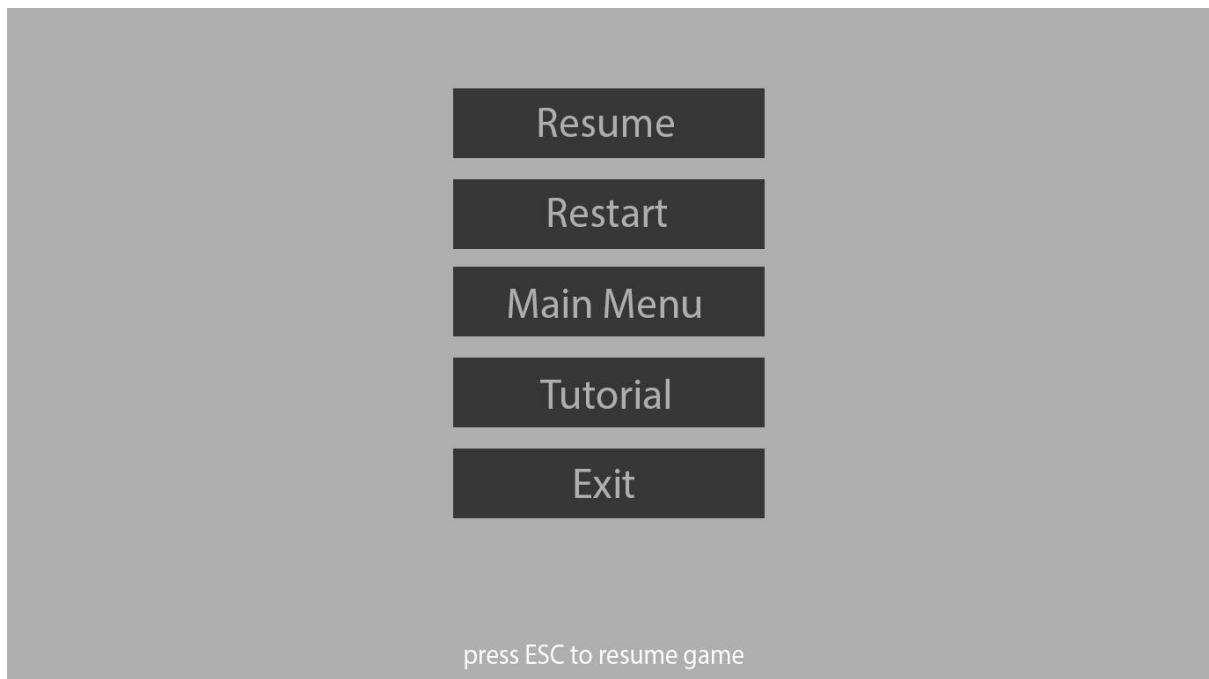 Resume
Restart
Main Menu
Tutorial
Exit
press ESC to resume game